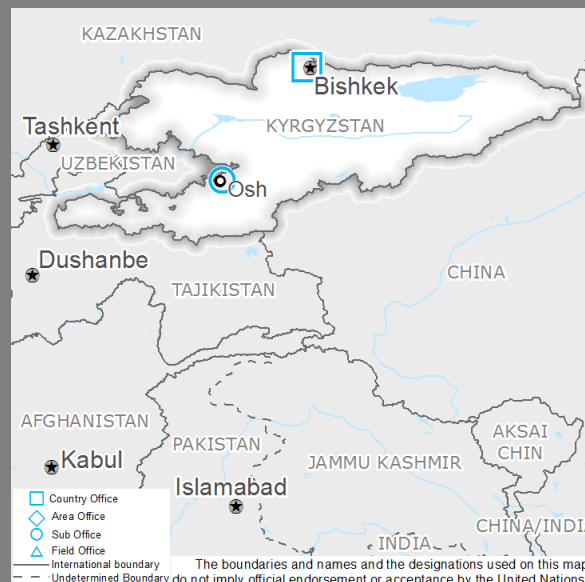 KAZAKHSTAN
Bishkek
Tashkent
KYRGYZSTAN
UZBEKISTAN
Osh
Dushanbe
CHINA
TAJIKISTAN
AFGHANISTAN
AKSAI
CHIN
PAKISTAN
Kabul
JAMMU KASHMIR
Islamabad
CHINA/INDI
INDIA
Country Office
Area Office
Sub Office
Field Office
International boundary
Undetermined Boundary
The boundaries and names and the designations used on this map
do not imply official endorsement or acceptance by the United Nations